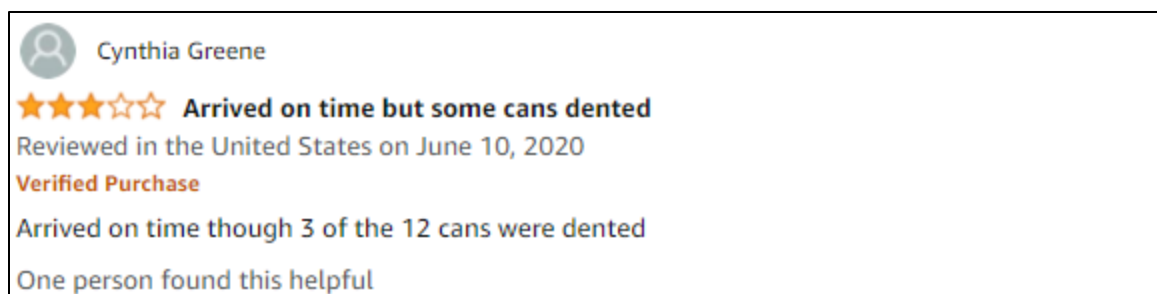 Cynthia Greene
Arrived on time but some cans dented
Reviewed in the United States on June 10, 2020
Verified Purchase
Arrived on time though 3 of the 12 cans were dented
One person found this helpful